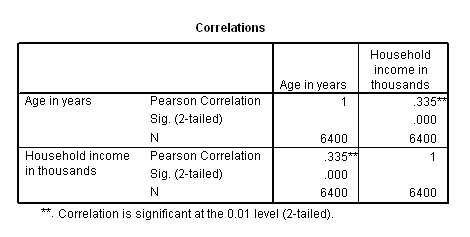 Correlations
Age in years Household income in thousands
Age in years Pearson Correlation 1 .335**
Sig. (2-tailed) .000
N 6400 6400
Household income in thousands Pearson Correlation .335** 1
Sig. (2-tailed) .000
N 6400 6400
**. Correlation is significant at the 0.01 level (2-tailed).